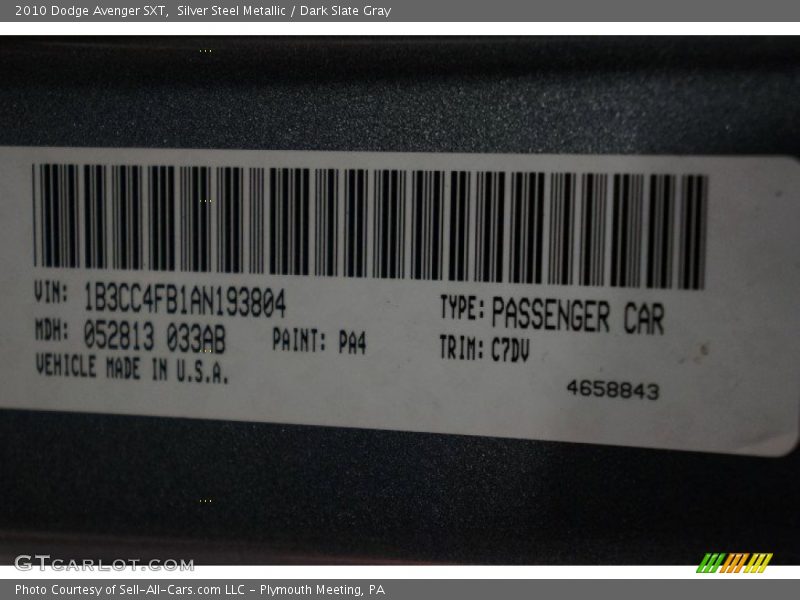 2010 Dodge Avenger SXT,  Silver Steel Metallic / Dark Slate Gray
VIN: 1B3CC4FB1AN193804
TYPE: PASSENGER CAR
MDH: 052813 033AB
PAINT: PA4
TRIM: C7DV
VEHICLE MADE IN U.S.A.
4658843
GTCARLOT.COM
Photo Courtesy of Sell-All-Cars.com LLC - Plymouth Meeting, PA